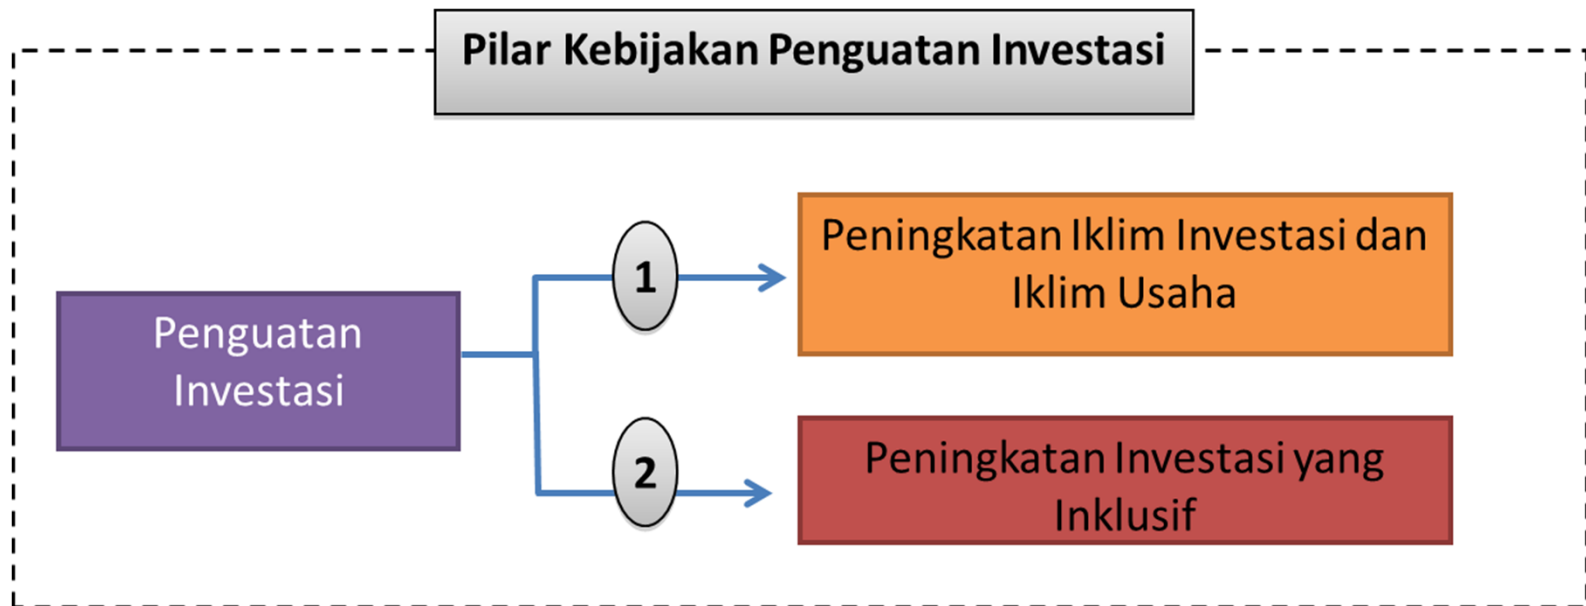 Pilar Kebijakan Penguatan Investasi
1
Peningkatan Iklim Investasi dan
Iklim Usaha
Penguatan
Investasi
2
Peningkatan Investasi yang
Inklusif